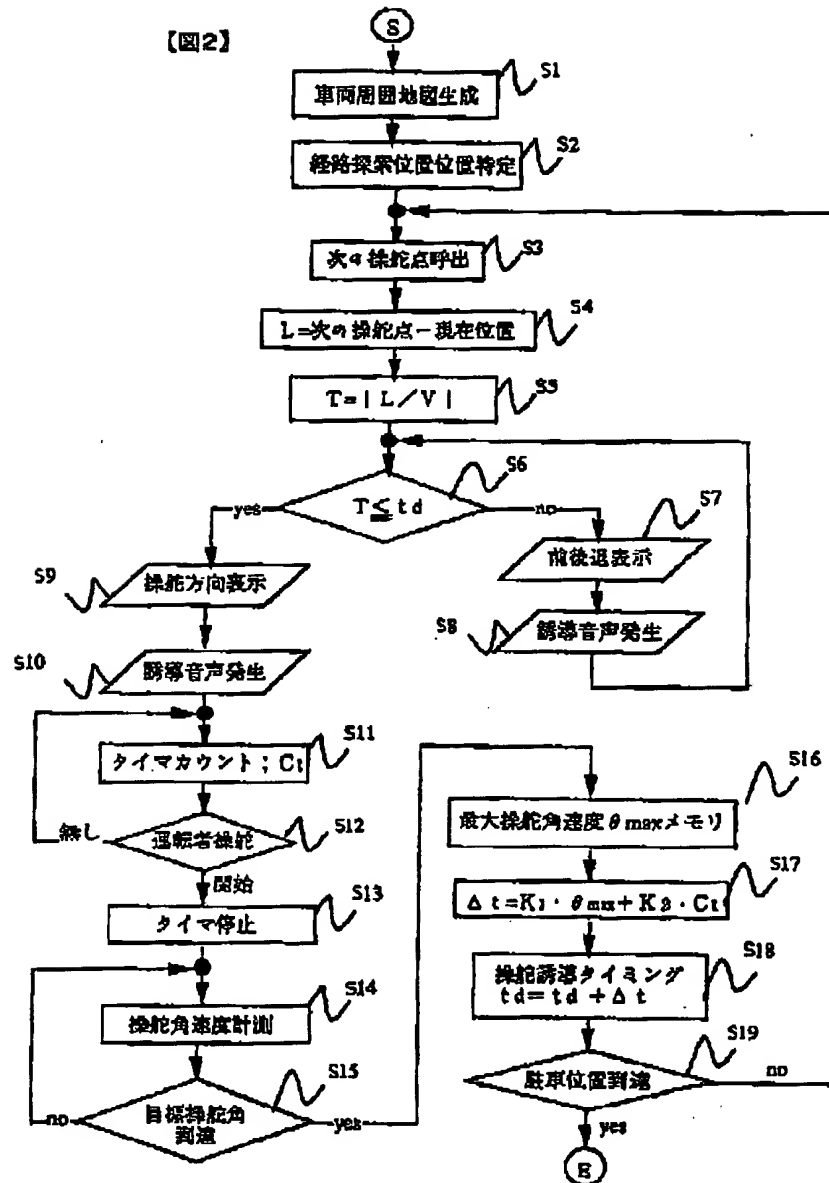 【図2】
S
S1
車両周囲地図生成
S2
経路探索位置位置特定
S3
次の操舵点呼出
S4
L=次の操舵点−現在位置
S5
T=|L/V|
S6
T≦td
yes
no
S7
前後退表示
S8
誘導音声発生
S9
操舵方向表示
S10
誘導音声発生
S11
タイマカウント；Ct
S12
運転者操舵
無し
開始
S13
タイマ停止
S14
操舵角速度計測
S15
目標操舵角
到達
no
yes
S16
最大操舵角速度θmaxメモリ
S17
Δt=K1・θmax+K2・Ct
S18
操舵誘導タイミング
td=td+Δt
S19
駐車位置到達
no
yes
E